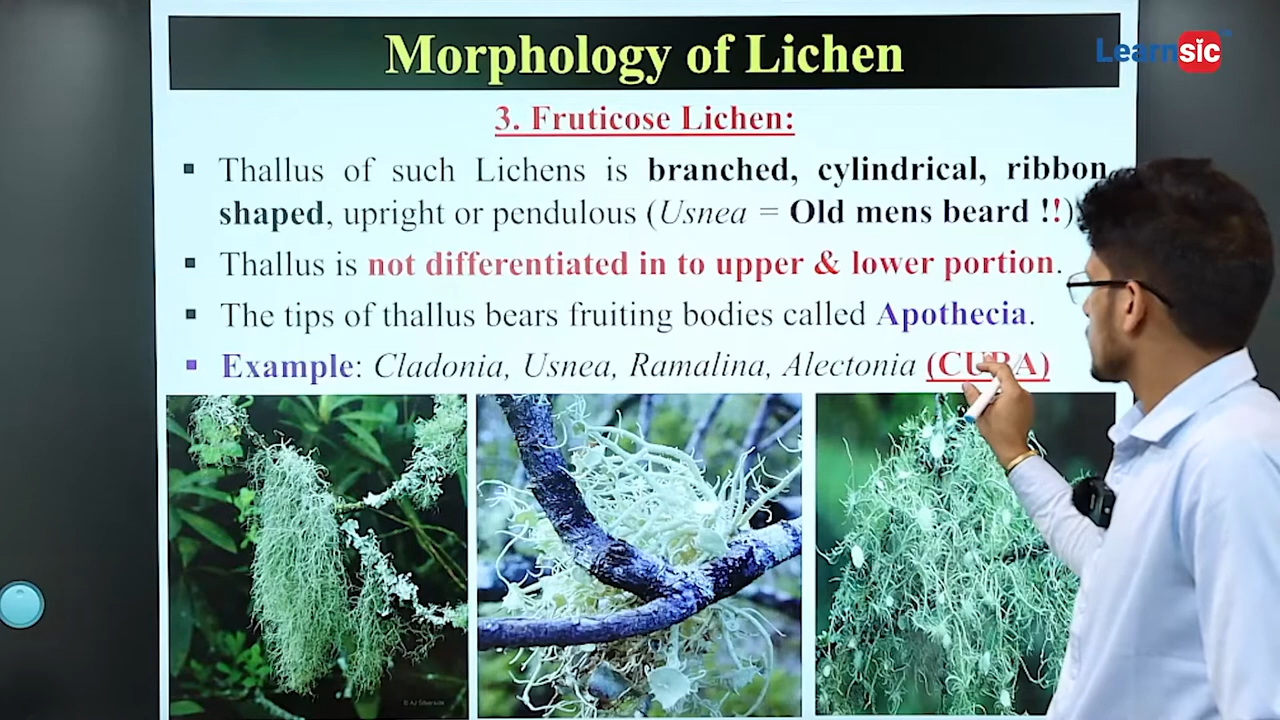 Morphology of Lichen
Learnsic
3. Fruticose Lichen:
▪ Thallus of such Lichens is branched, cylindrical, ribbon
shaped, upright or pendulous (Usnea = Old mens beard !!)
▪ Thallus is not differentiated in to upper & lower portion.
▪ The tips of thallus bears fruiting bodies called Apothecia.
▪ Example: Cladonia, Usnea, Ramalina, Alectonia (CURA)